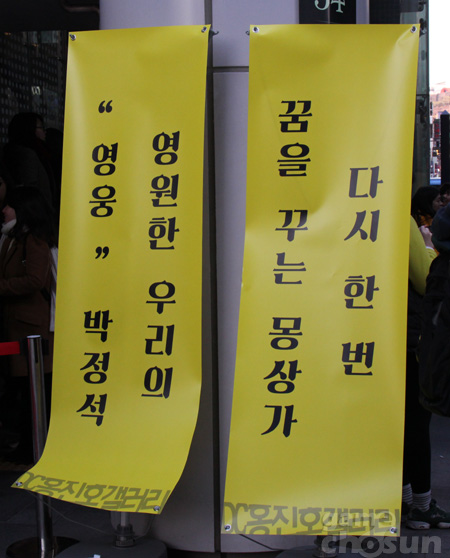 영원한 우리의
“영웅” 박정석
DC홍진호갤러리
다시 한 번
꿈을 꾸는 몽상가
DC홍진호갤러리
chosun